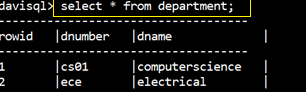 davisql> select * from department;
--------------------------------------------
rowid |dnumber |dname |
--------------------------------------------
1 |cs01 |computerscience |
2 |ece |electrical |